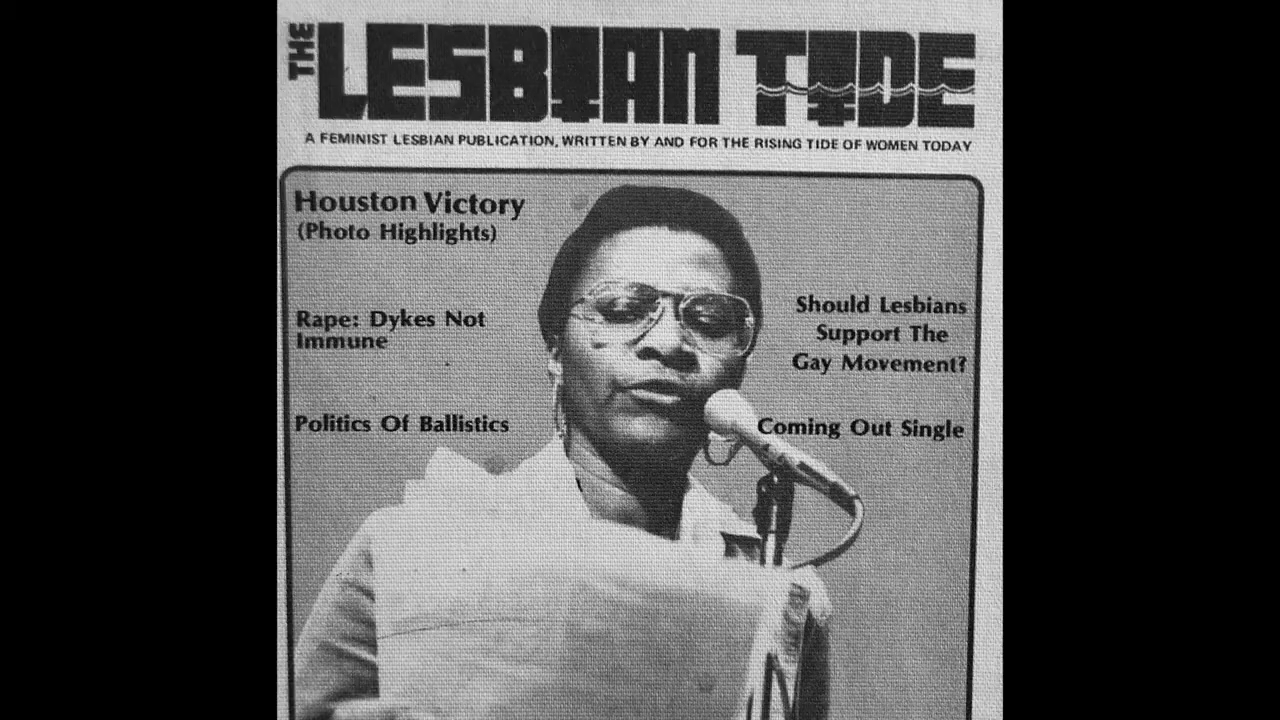 THE LESBIAN TIDE
A FEMINIST LESBIAN PUBLICATION, WRITTEN BY AND FOR THE RISING TIDE OF WOMEN TODAY
Houston Victory
(Photo Highlights)
Rape: Dykes Not
Immune
Politics Of Ballistics
Should Lesbians
Support The
Gay Movement?
Coming Out Single